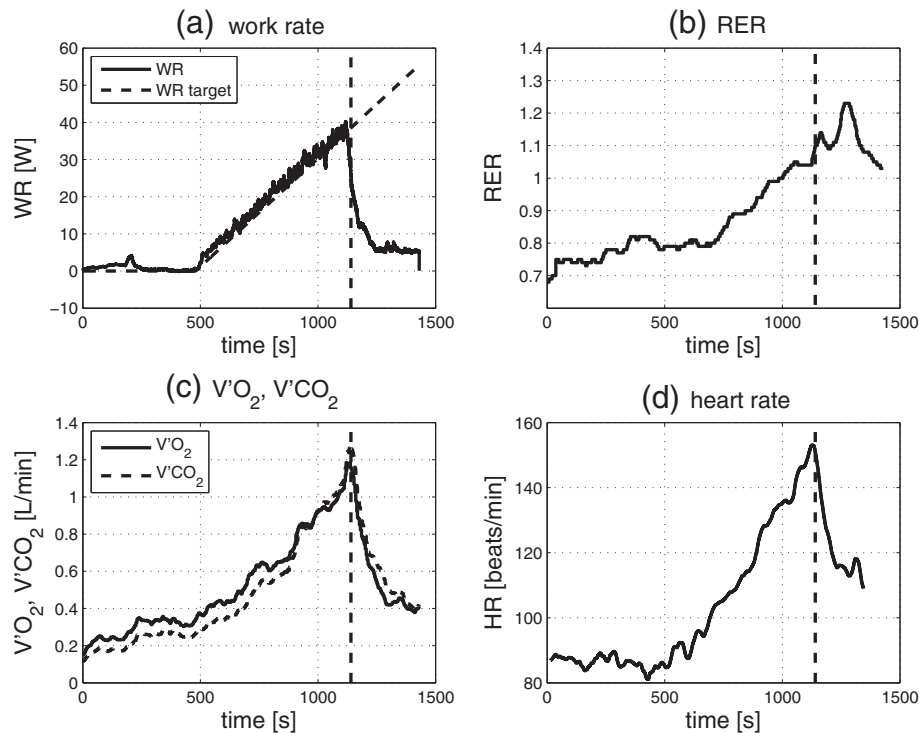 (a) work rate
60
50
40
30
20
10
0
−10
WR [W]
WR
WR target
0 500 1000 1500
time [s]
(b) RER
1.4
1.3
1.2
1.1
1
0.9
0.8
0.7
RER
0 500 1000 1500
time [s]
(c) V'O2, V'CO2
1.4
1.2
1
0.8
0.6
0.4
0.2
0
V'O2, V'CO2 [L/min]
V'O2
V'CO2
0 500 1000 1500
time [s]
(d) heart rate
160
140
120
100
80
HR [beats/min]
0 500 1000 1500
time [s]